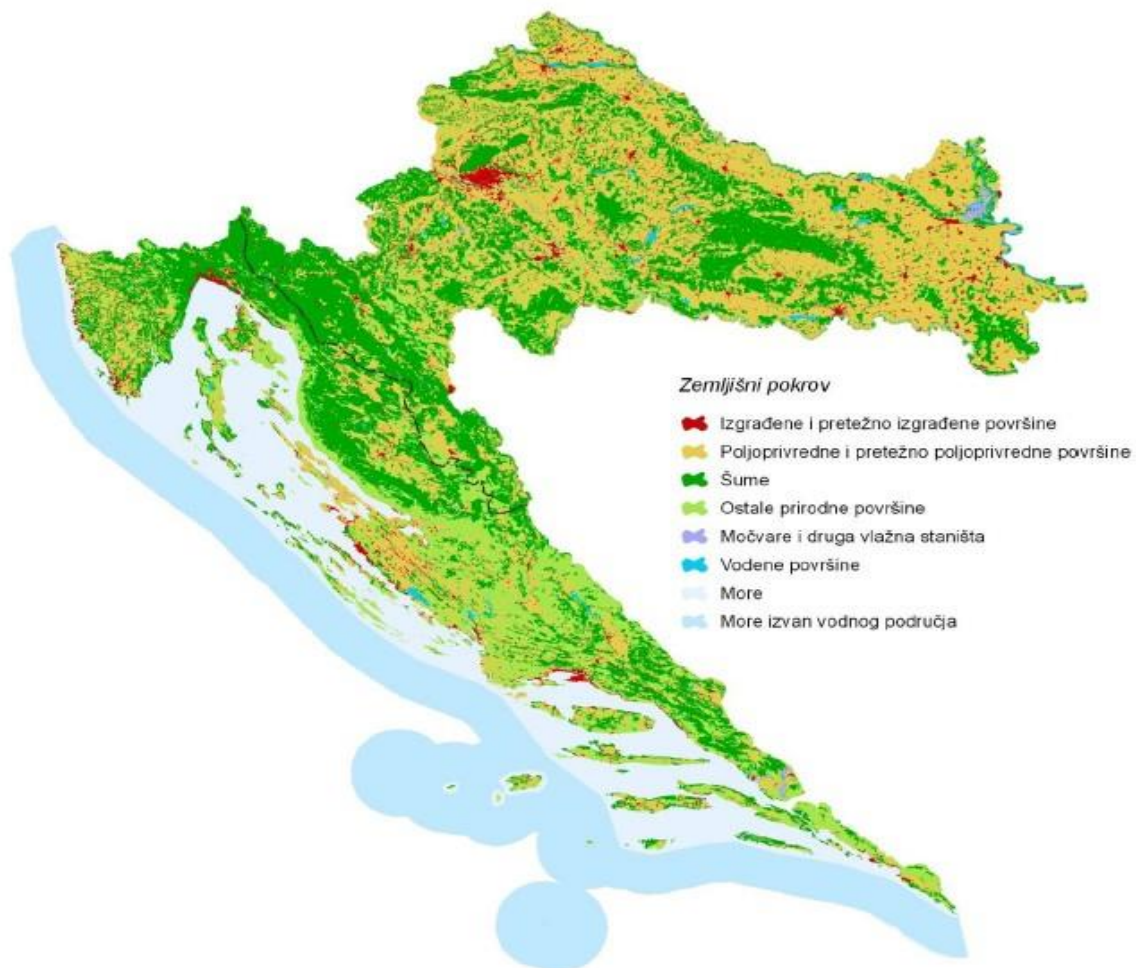 Zemljišni pokrov
Izgrađene i pretežno izgrađene površine
Poljoprivredne i pretežno poljoprivredne površine
Šume
Ostale prirodne površine
Močvare i druga vlažna staništa
Vodene površine
More
More izvan vodnog područja